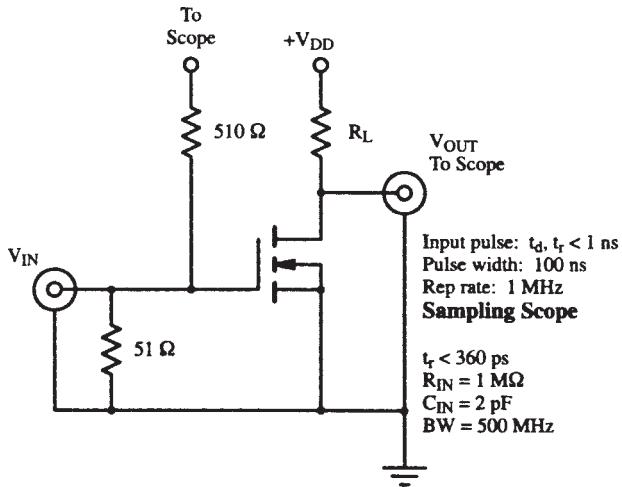 To
Scope
+VDD
510 Ω
RL
VOUT
To Scope
VIN
51 Ω
Input pulse: td, tr < 1 ns
Pulse width: 100 ns
Rep rate: 1 MHz
Sampling Scope
tr < 360 ps
RIN = 1 MΩ
CIN = 2 pF
BW = 500 MHz